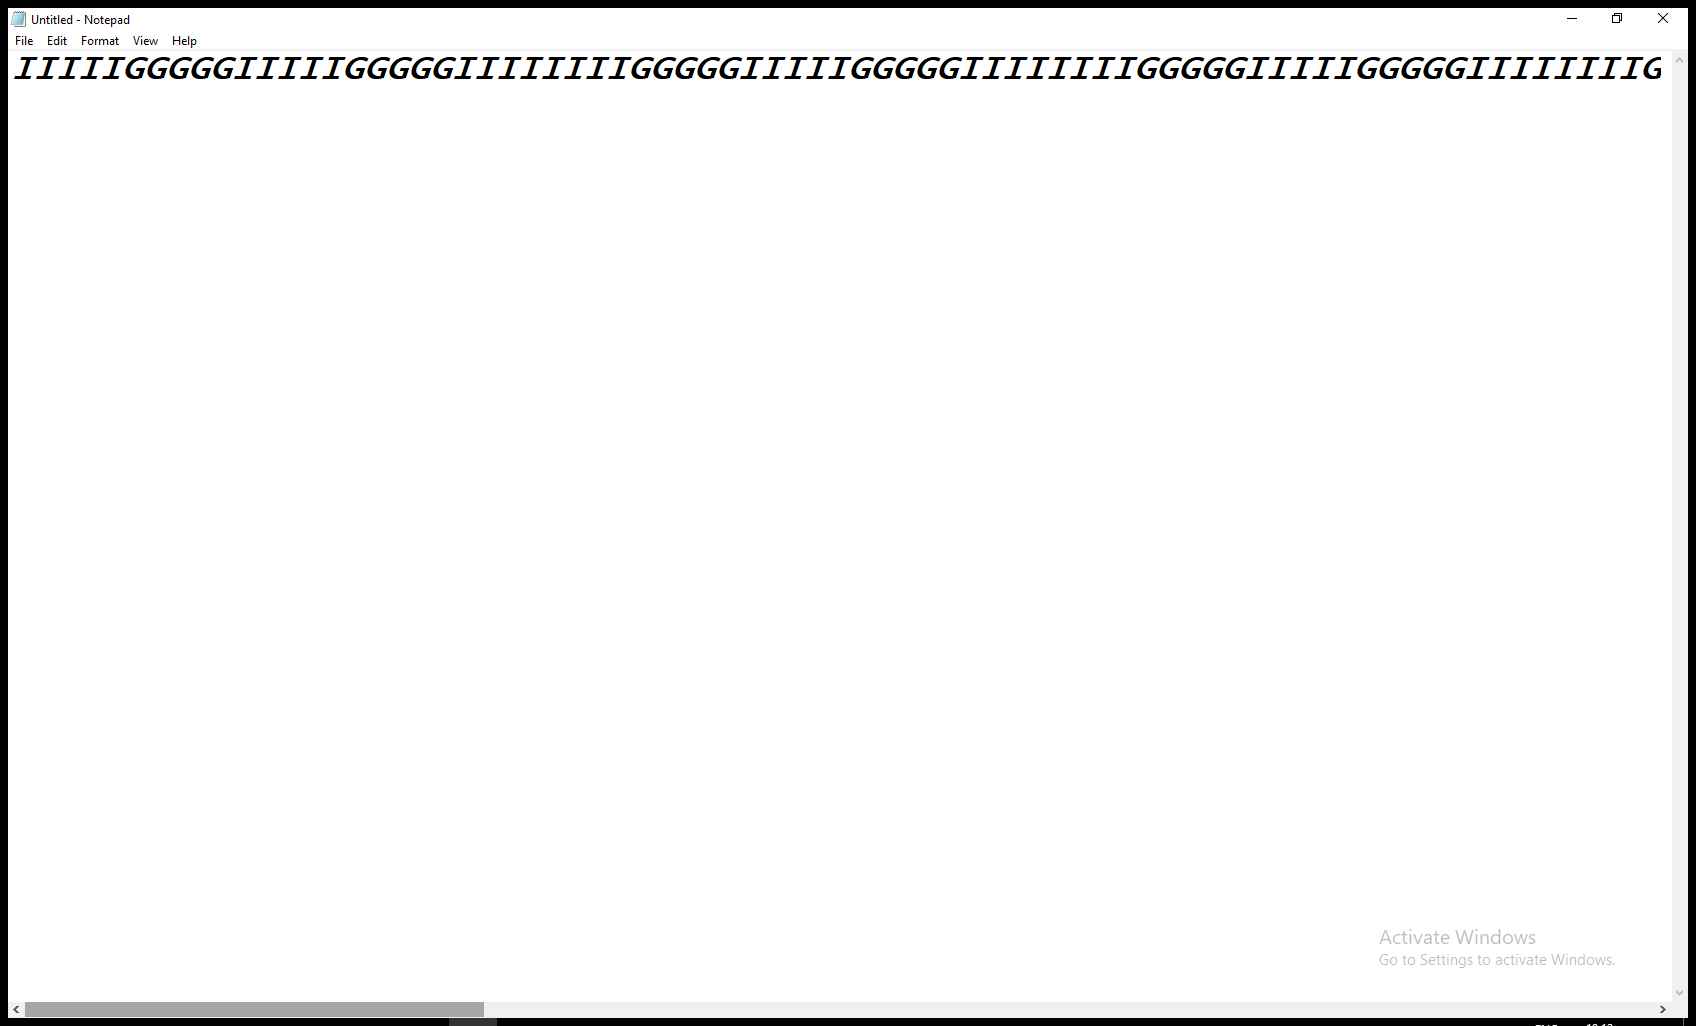 Untitled - Notepad
File Edit Format View Help
IIIIIGGGGGIIIIIGGGGGIIIIIIIIGGGGGIIIIIGGGGGIIIIIIIIGGGGGIIIIIGGGGGIIIIIIIIG
Activate Windows
Go to Settings to activate Windows.